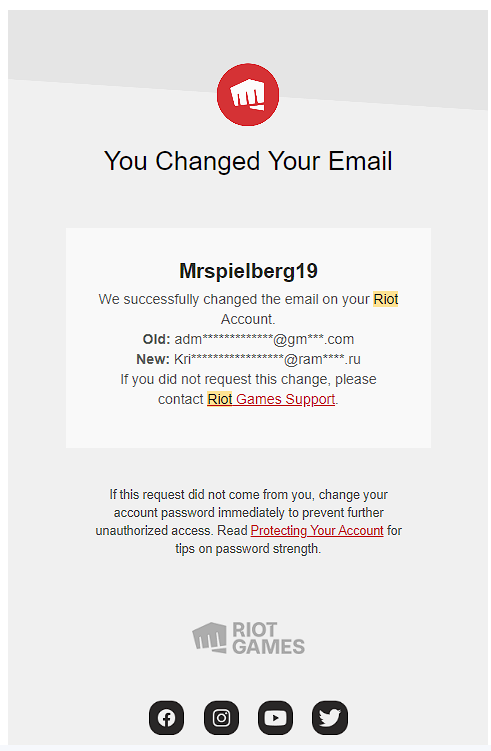 You Changed Your Email
Mrspielberg19
We successfully changed the email on your Riot
Account.
Old: adm*************@gm***.com
New: Kri*****************@ram****.ru
If you did not request this change, please
contact Riot Games Support.
If this request did not come from you, change your
account password immediately to prevent further
unauthorized access. Read Protecting Your Account for
tips on password strength.
RIOT
GAMES